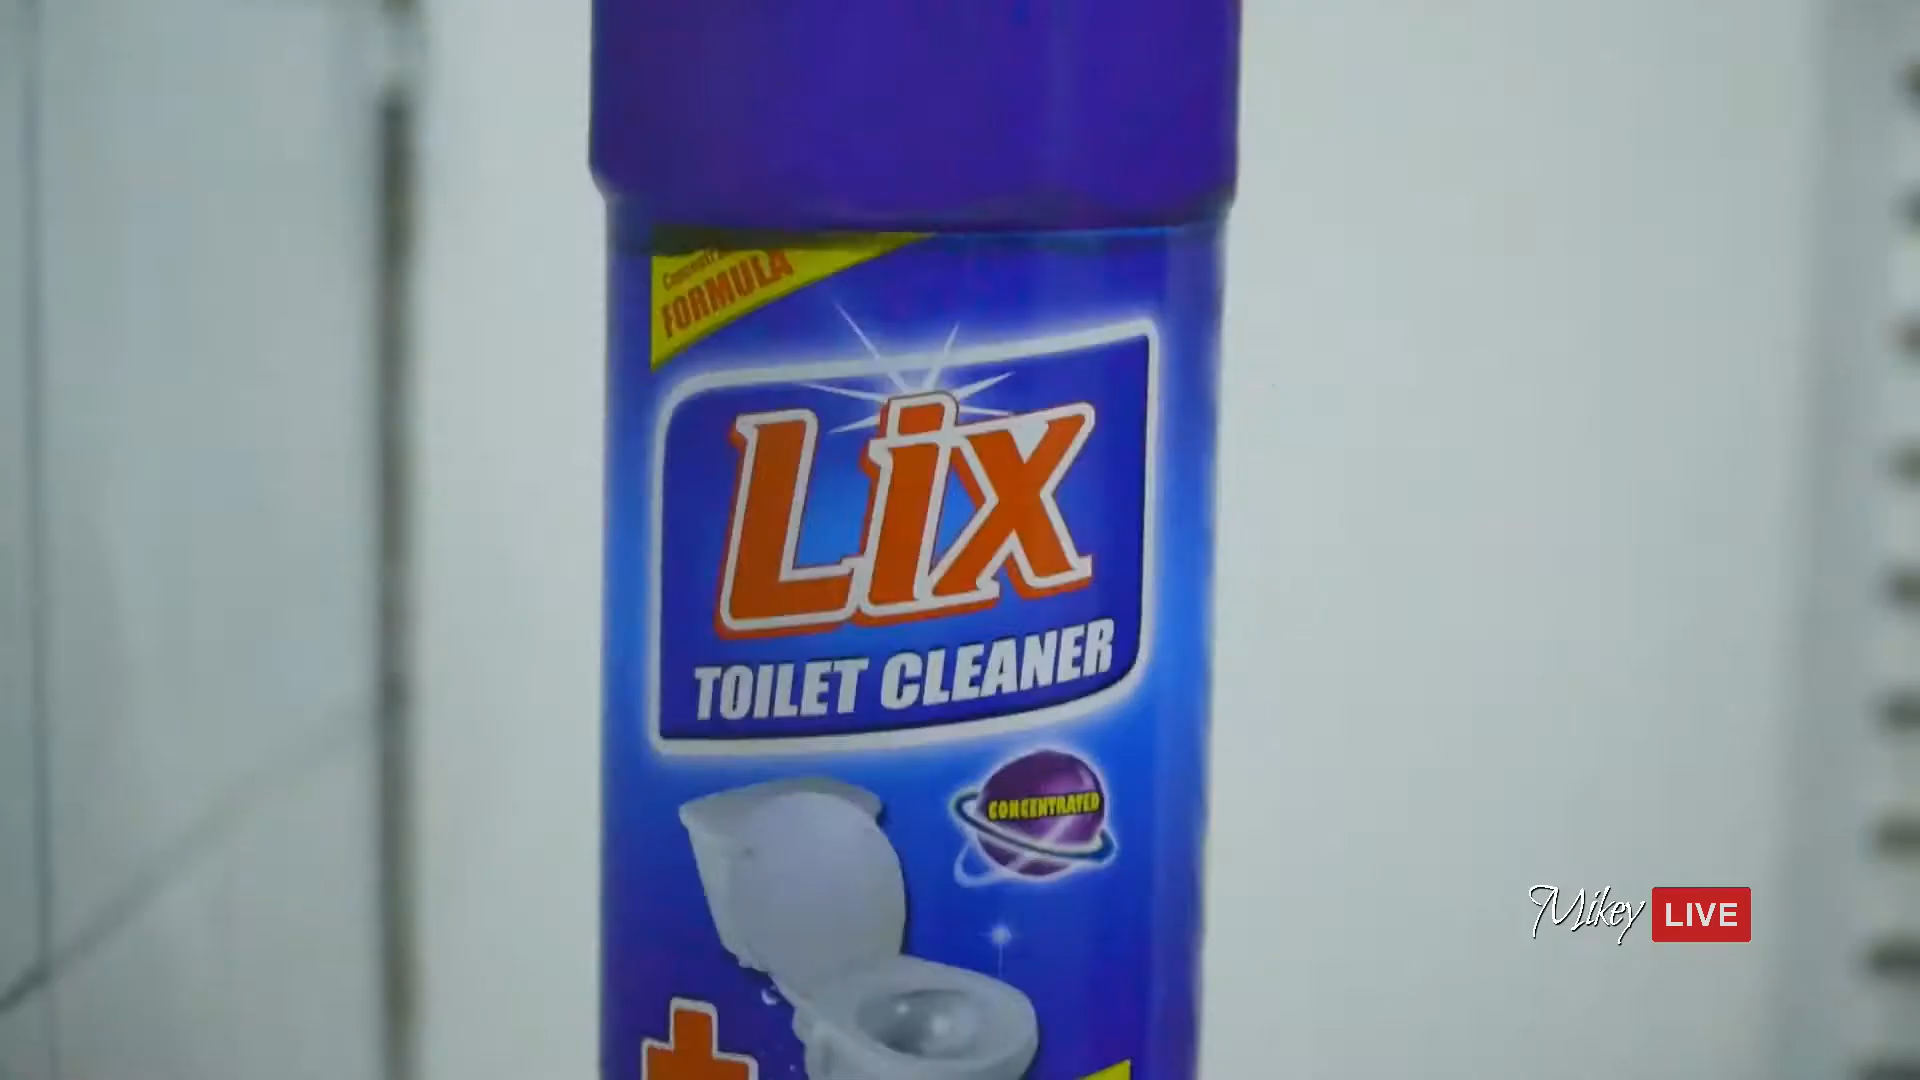 FORMULA
Lix
TOILET CLEANER
CONCENTRATED
Mikey LIVE